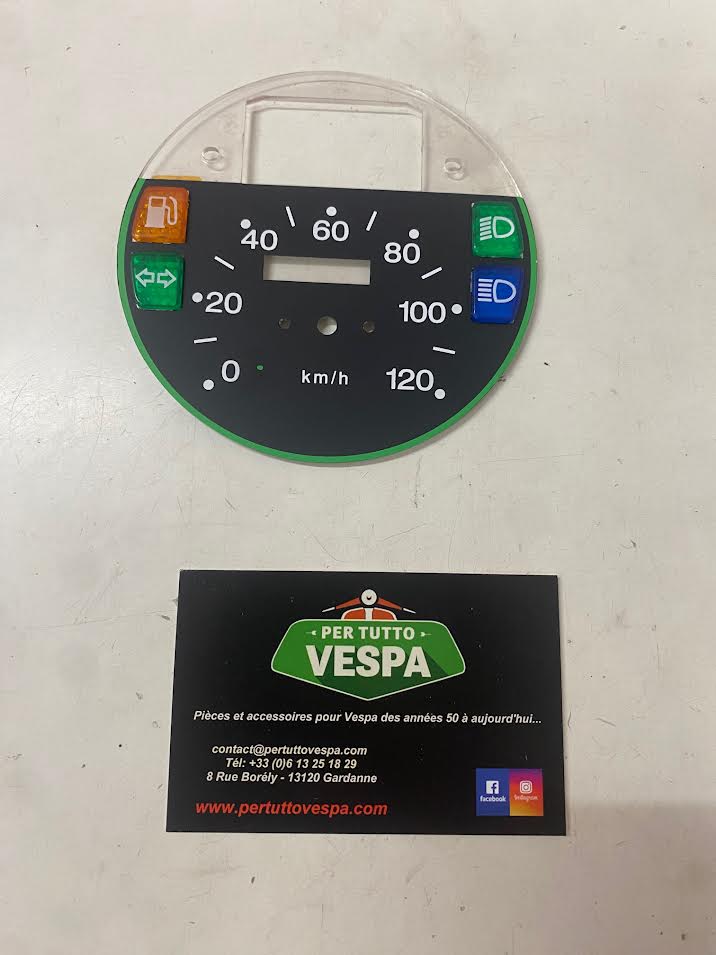 40
60
80
20
100
0
km/h
120
PER TUTTO
VESPA
Pièces et accessoires pour Vespa des années 50 à aujourd'hui...
contact@pertuttovespa.com
Tél: +33 (0)6 13 25 18 29
8 Rue Borély - 13120 Gardanne
www.pertuttovespa.com
facebook
Instagram